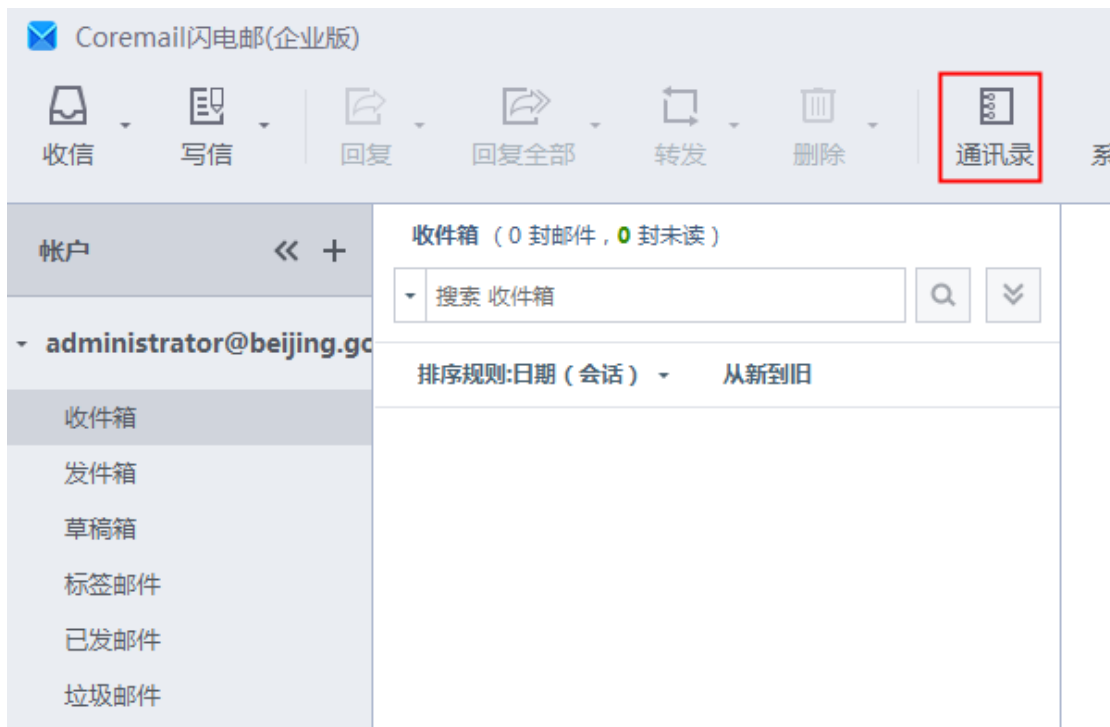 Coremail闪电邮(企业版)
收信 写信 回复 回复全部 转发 删除 通讯录 系
帐户
收件箱（0 封邮件，0 封未读）
搜索 收件箱
administrator@beijing.gc
排序规则:日期（会话） 从新到旧
收件箱
发件箱
草稿箱
标签邮件
已发邮件
垃圾邮件